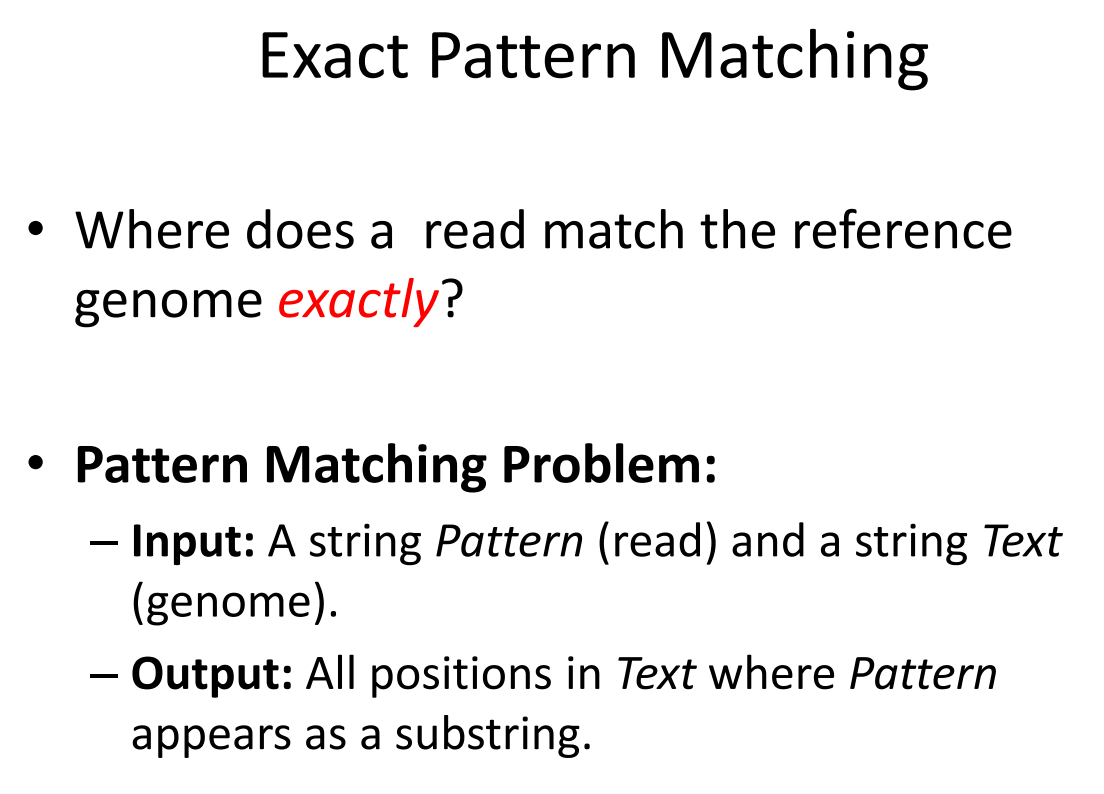 Exact Pattern Matching
• Where does a  read match the reference
genome exactly?
• Pattern Matching Problem:
– Input: A string Pattern (read) and a string Text
(genome).
– Output: All positions in Text where Pattern
appears as a substring.